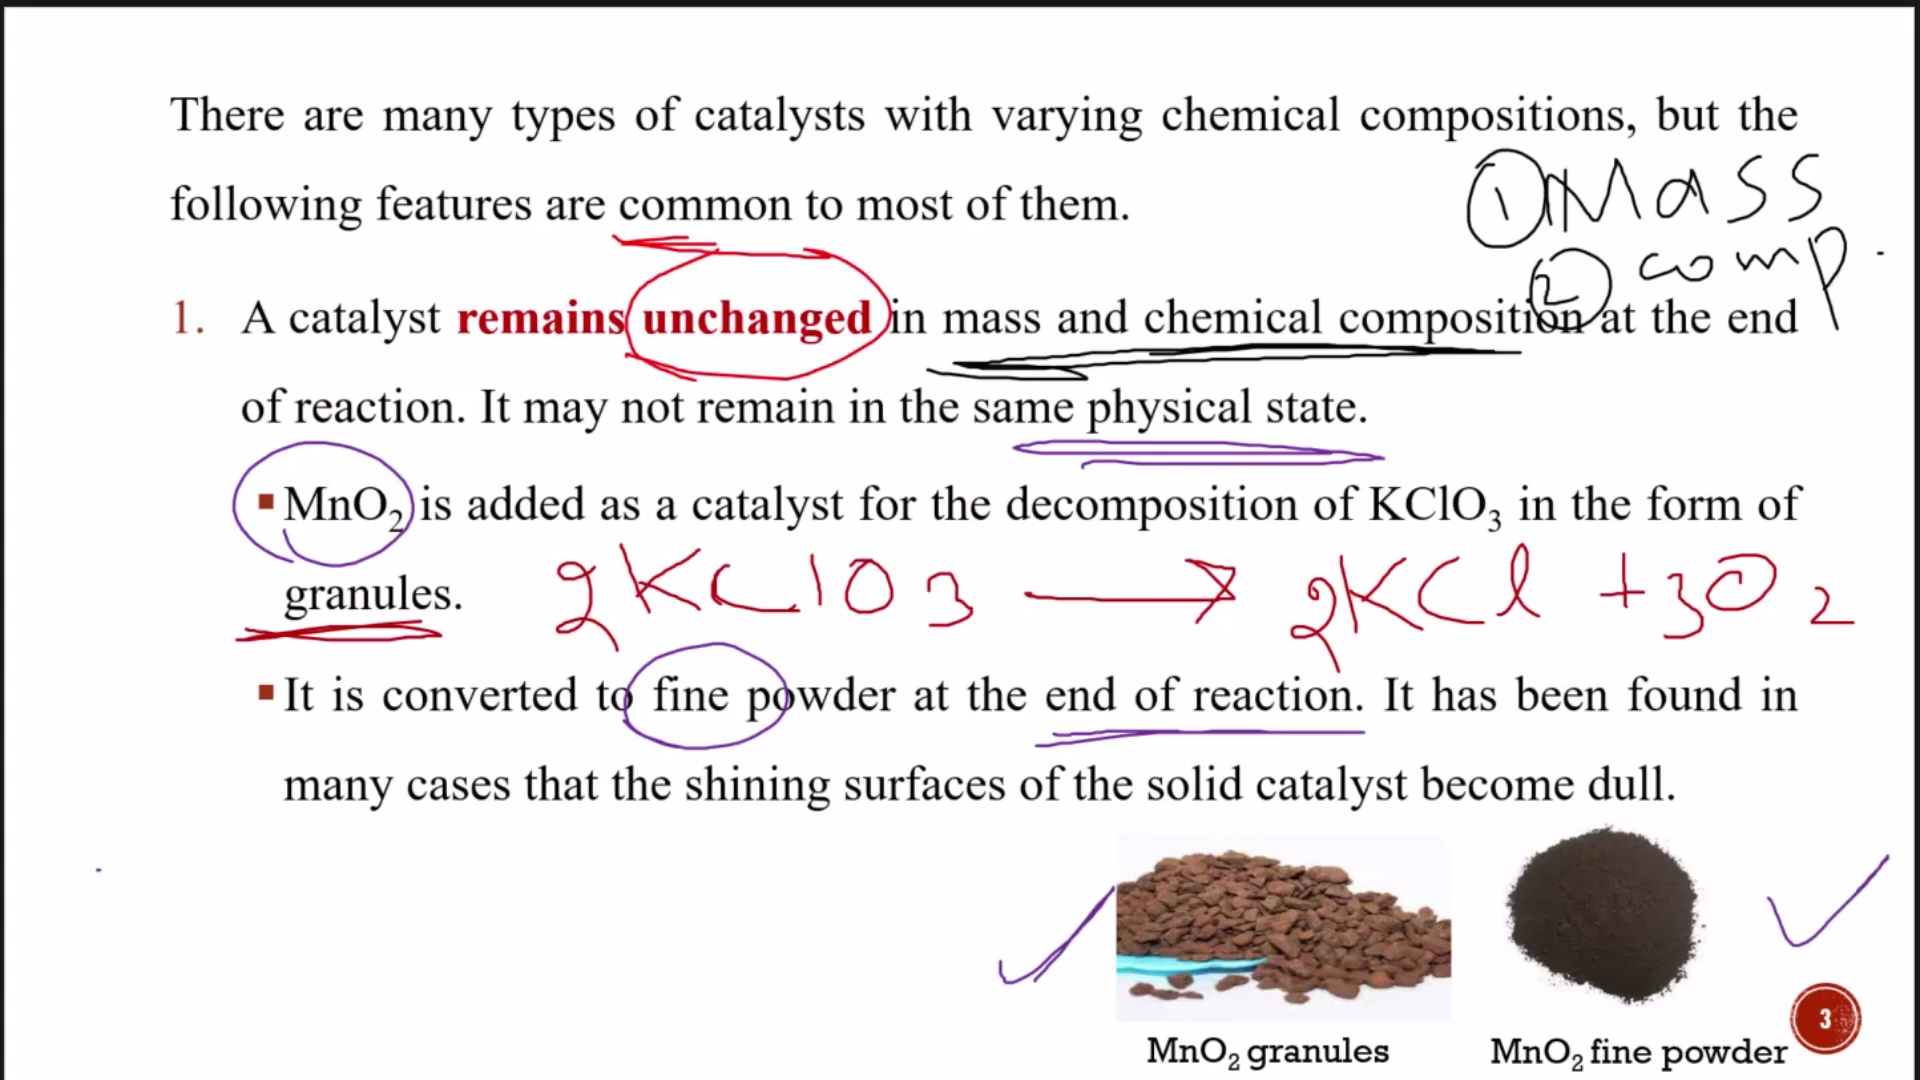 There are many types of catalysts with varying chemical compositions, but the
① Mass
following features are common to most of them.
② comp.
1. A catalyst remains unchanged in mass and chemical composition at the end
of reaction. It may not remain in the same physical state.
▪ MnO₂ is added as a catalyst for the decomposition of KClO₃ in the form of
granules.
2KClO3 → 2KCl + 3O2
▪ It is converted to fine powder at the end of reaction. It has been found in
many cases that the shining surfaces of the solid catalyst become dull.
MnO₂ granules
MnO₂ fine powder
3